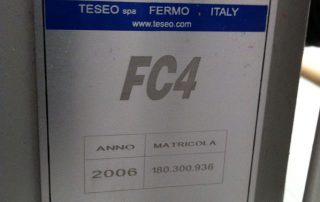 TESEO spa FERMO, ITALY
www.teseo.com
FC4
ANNO MATRICOLA
2006 180.300.936